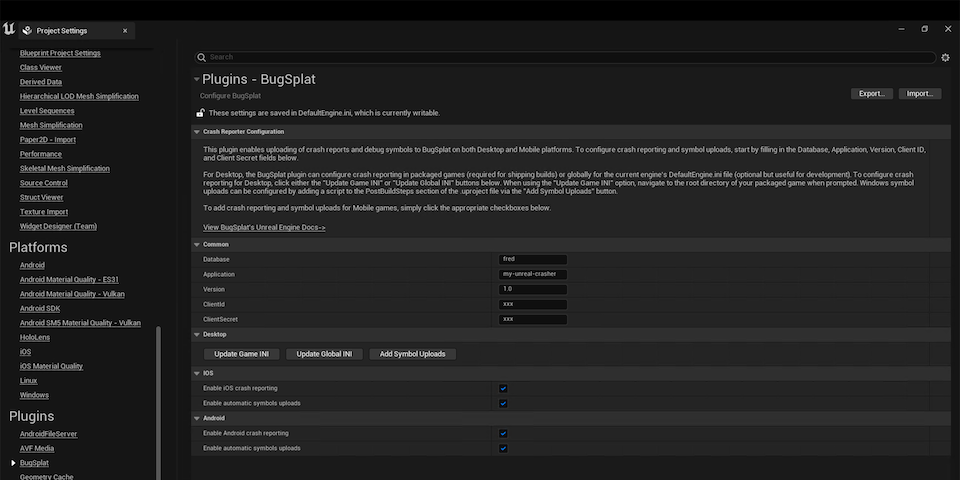 Project Settings
Blueprint Project Settings
Class Viewer
Derived Data
Hierarchical LOD Mesh Simplification
Level Sequences
Mesh Simplification
Paper2D - Import
Performance
Skeletal Mesh Simplification
Source Control
Struct Viewer
Texture Import
Widget Designer (Team)
Platforms
Android
Android Material Quality - ES31
Android Material Quality - Vulkan
Android SDK
Android SM5 Material Quality - Vulkan
HoloLens
iOS
iOS Material Quality
Linux
Windows
Plugins
AndroidFileServer
AVF Media
BugSplat
Geometry Cache
Search
Plugins - BugSplat
Configure BugSplat
Export...
Import...
These settings are saved in DefaultEngine.ini, which is currently writable.
Crash Reporter Configuration
This plugin enables uploading of crash reports and debug symbols to BugSplat on both Desktop and Mobile platforms. To configure crash reporting and symbol uploads, start by filling in the Database, Application, Version, Client ID,
and Client Secret fields below.
For Desktop, the BugSplat plugin can configure crash reporting in packaged games (required for shipping builds) or globally for the current engine's DefaultEngine.ini file (optional but useful for development). To configure crash
reporting for Desktop, click either the "Update Game INI" or "Update Global INI" buttons below. When using the "Update Game INI" option, navigate to the root directory of your packaged game when prompted. Windows symbol
uploads can be configured by adding a script to the PostBuildSteps section of the .uproject file via the "Add Symbol Uploads" button.
To add crash reporting and symbol uploads for Mobile games, simply click the appropriate checkboxes below.
View BugSplat's Unreal Engine Docs->
Common
Database
fred
Application
my-unreal-crasher
Version
1.0
ClientId
xxx
ClientSecret
xxx
Desktop
Update Game INI
Update Global INI
Add Symbol Uploads
IOS
Enable iOS crash reporting
Enable automatic symbols uploads
Android
Enable Android crash reporting
Enable automatic symbols uploads